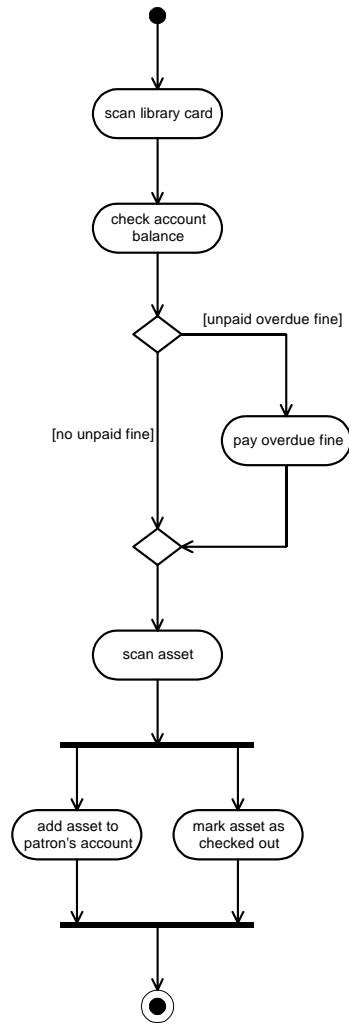 scan library card
check account
balance
[unpaid overdue fine]
[no unpaid fine]
pay overdue fine
scan asset
add asset to
patron's account
mark asset as
checked out